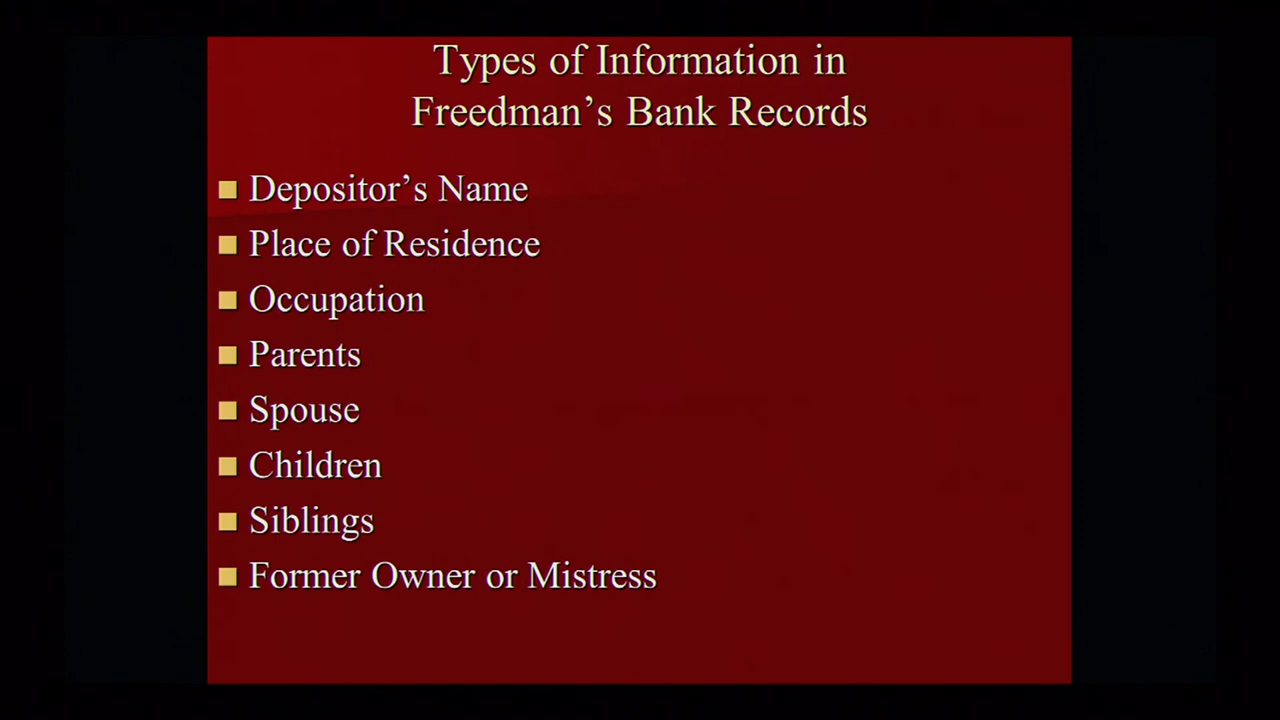 Types of Information in
Freedman’s Bank Records
Depositor’s Name
Place of Residence
Occupation
Parents
Spouse
Children
Siblings
Former Owner or Mistress